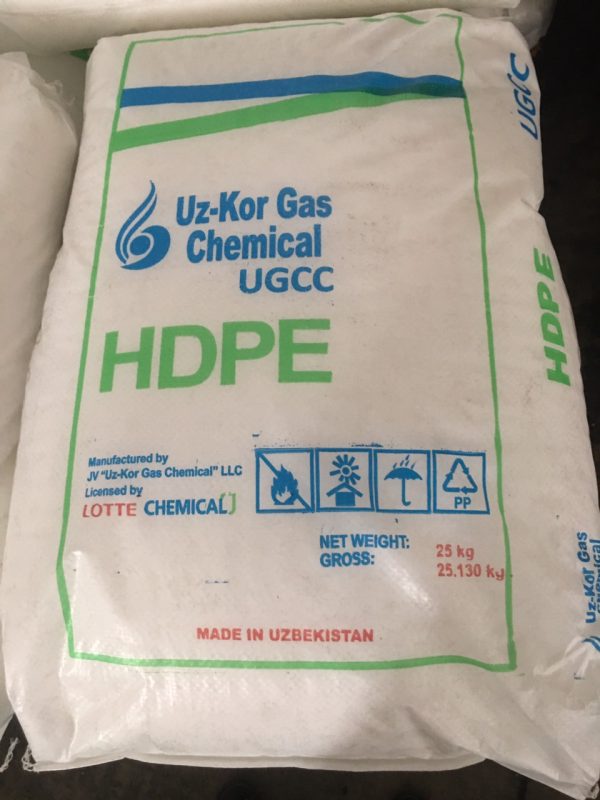 Uz-Kor Gas
Chemical
UGCC
HDPE
Manufactured by
JV "Uz-Kor Gas Chemical" LLC
Licensed by
LOTTE CHEMICAL
PP
NET WEIGHT: 25 kg
GROSS: 25.130 kg
MADE IN UZBEKISTAN
UGCC
HDPE
Uz-Kor Gas
Chemical